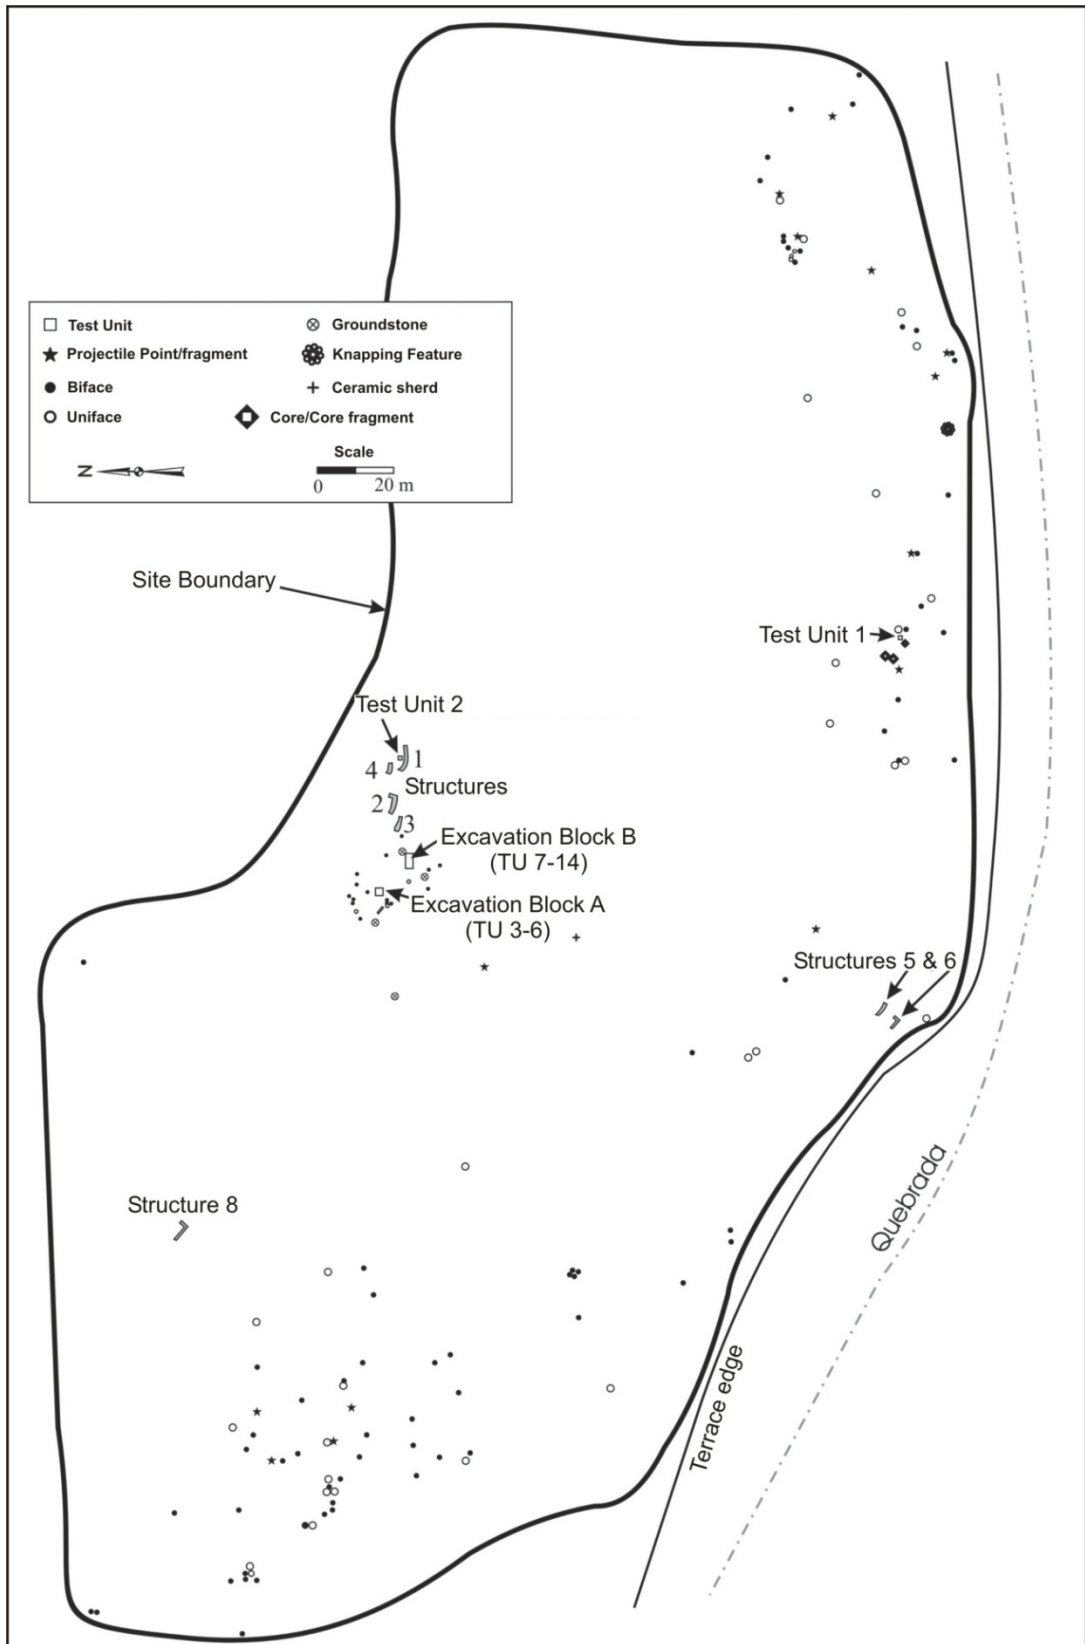 Test Unit
Groundstone
Projectile Point/fragment
Knapping Feature
Biface
Ceramic sherd
Uniface
Core/Core fragment
Scale
N
0 20 m
Site Boundary
Test Unit 1
Test Unit 2
1
4
Structures
2
3
Excavation Block B
(TU 7-14)
Excavation Block A
(TU 3-6)
Structures 5 & 6
Structure 8
Quebrada
Terrace edge